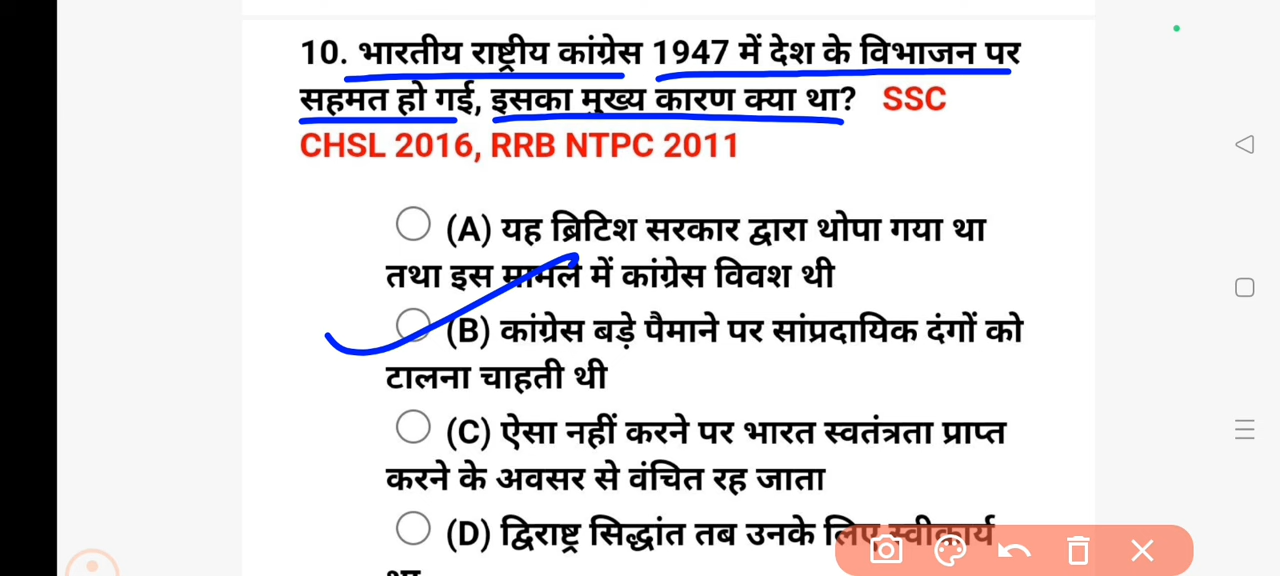 10. भारतीय राष्ट्रीय कांग्रेस 1947 में देश के विभाजन पर
सहमत हो गई, इसका मुख्य कारण क्या था? SSC
CHSL 2016, RRB NTPC 2011
(A) यह ब्रिटिश सरकार द्वारा थोपा गया था
तथा इस मामले में कांग्रेस विवश थी
(B) कांग्रेस बड़े पैमाने पर सांप्रदायिक दंगों को
टालना चाहती थी
(C) ऐसा नहीं करने पर भारत स्वतंत्रता प्राप्त
करने के अवसर से वंचित रह जाता
(D) द्विराष्ट्र सिद्धांत तब उनके लिए स्वीकार्य